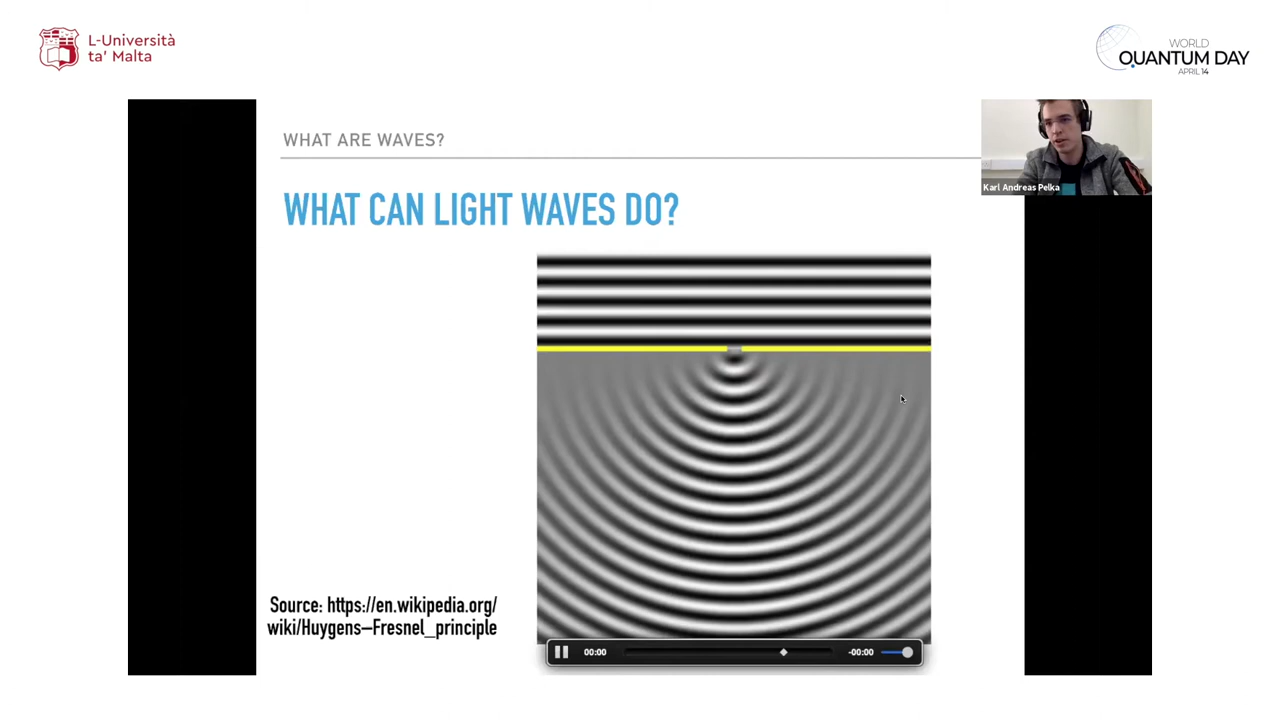 L-Università
ta' Malta
WORLD
QUANTUM DAY
APRIL 14
WHAT ARE WAVES?
Karl Andreas Pelka
WHAT CAN LIGHT WAVES DO?
Source: https://en.wikipedia.org/
wiki/Huygens–Fresnel_principle
00:00
-00:00